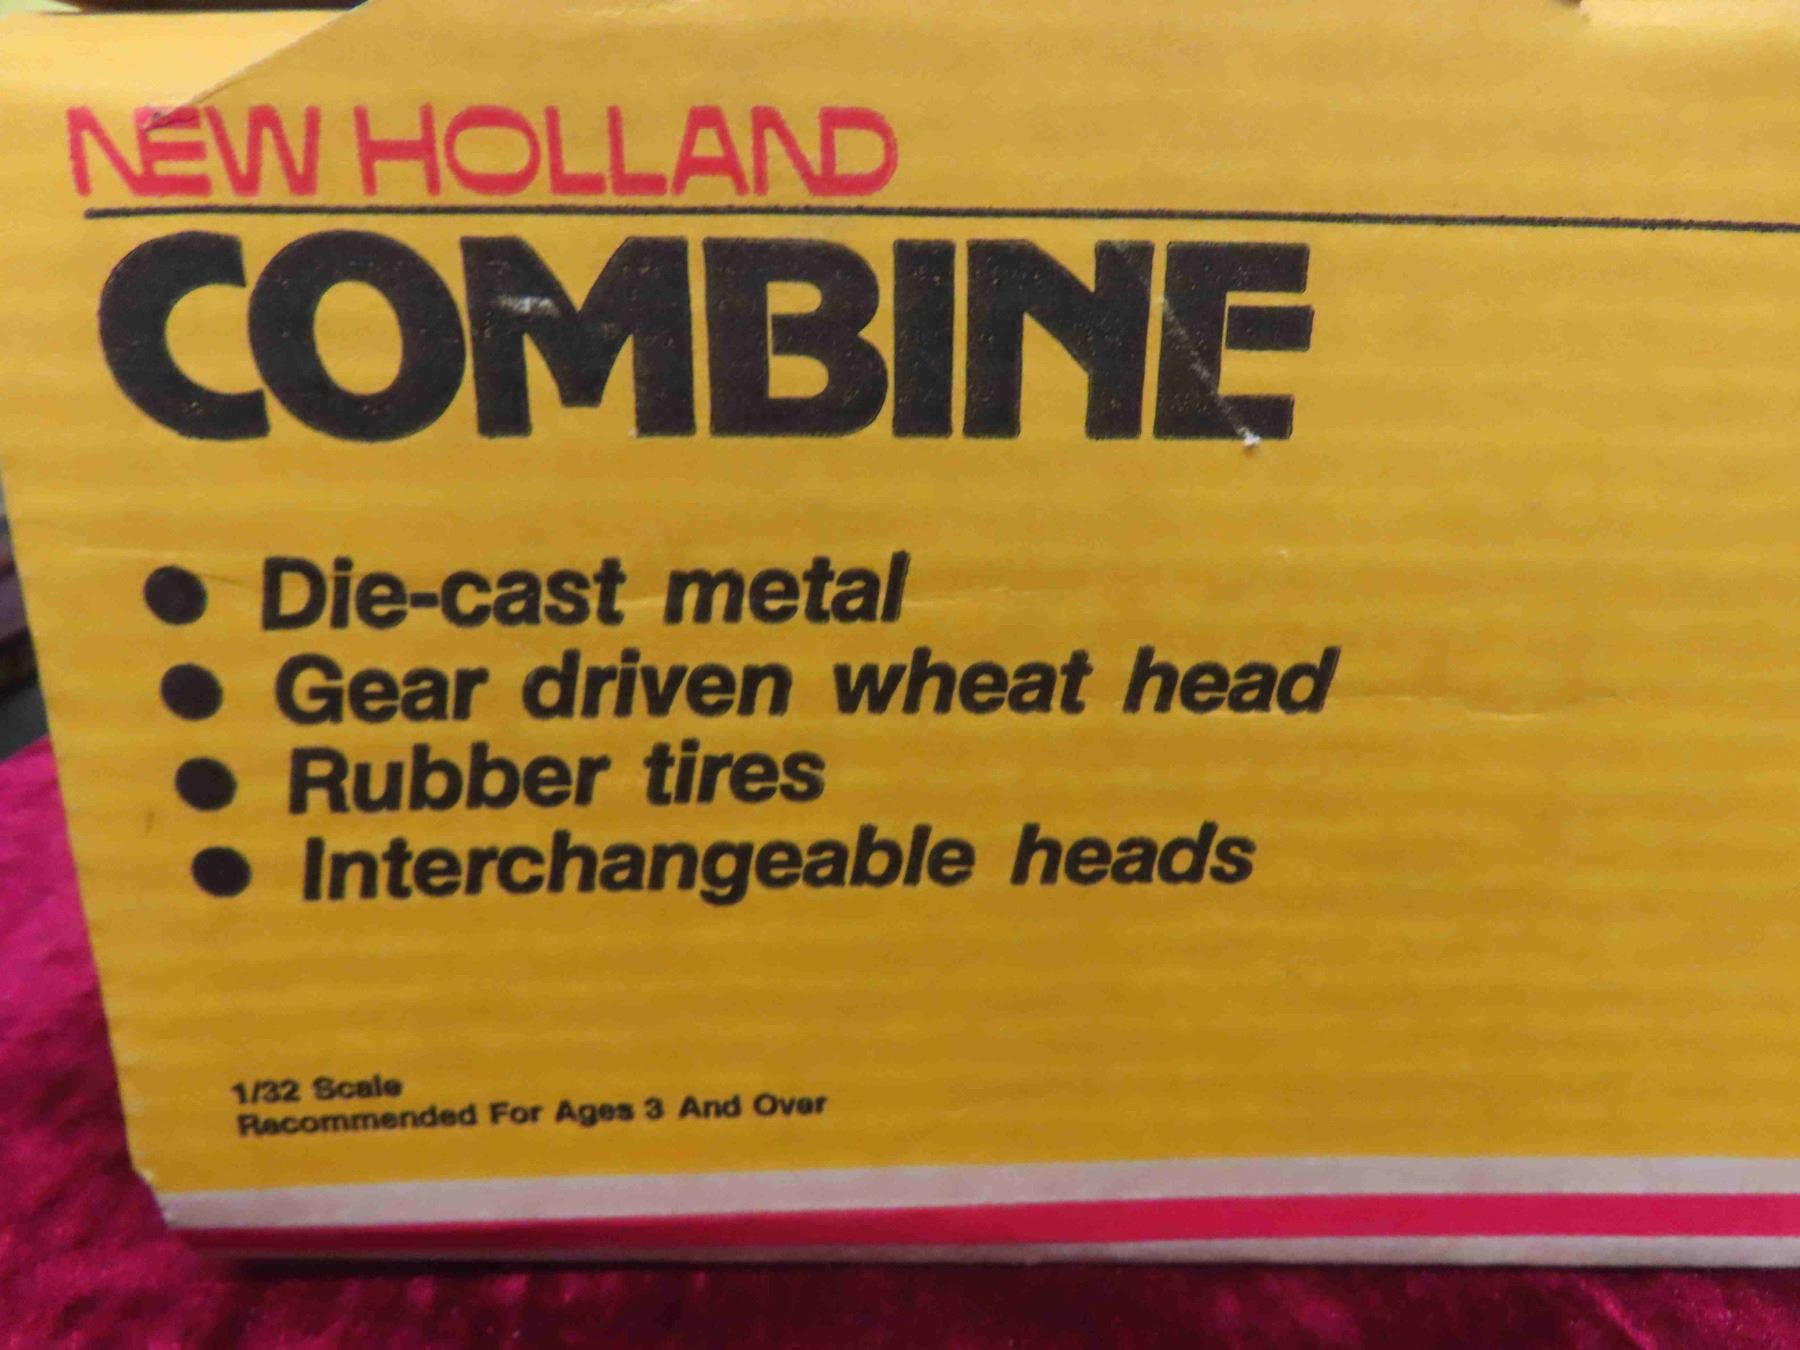 NEW HOLLAND
COMBINE
● Die-cast metal
● Gear driven wheat head
● Rubber tires
● Interchangeable heads
1/32 Scale
Recommended For Ages 3 And Over